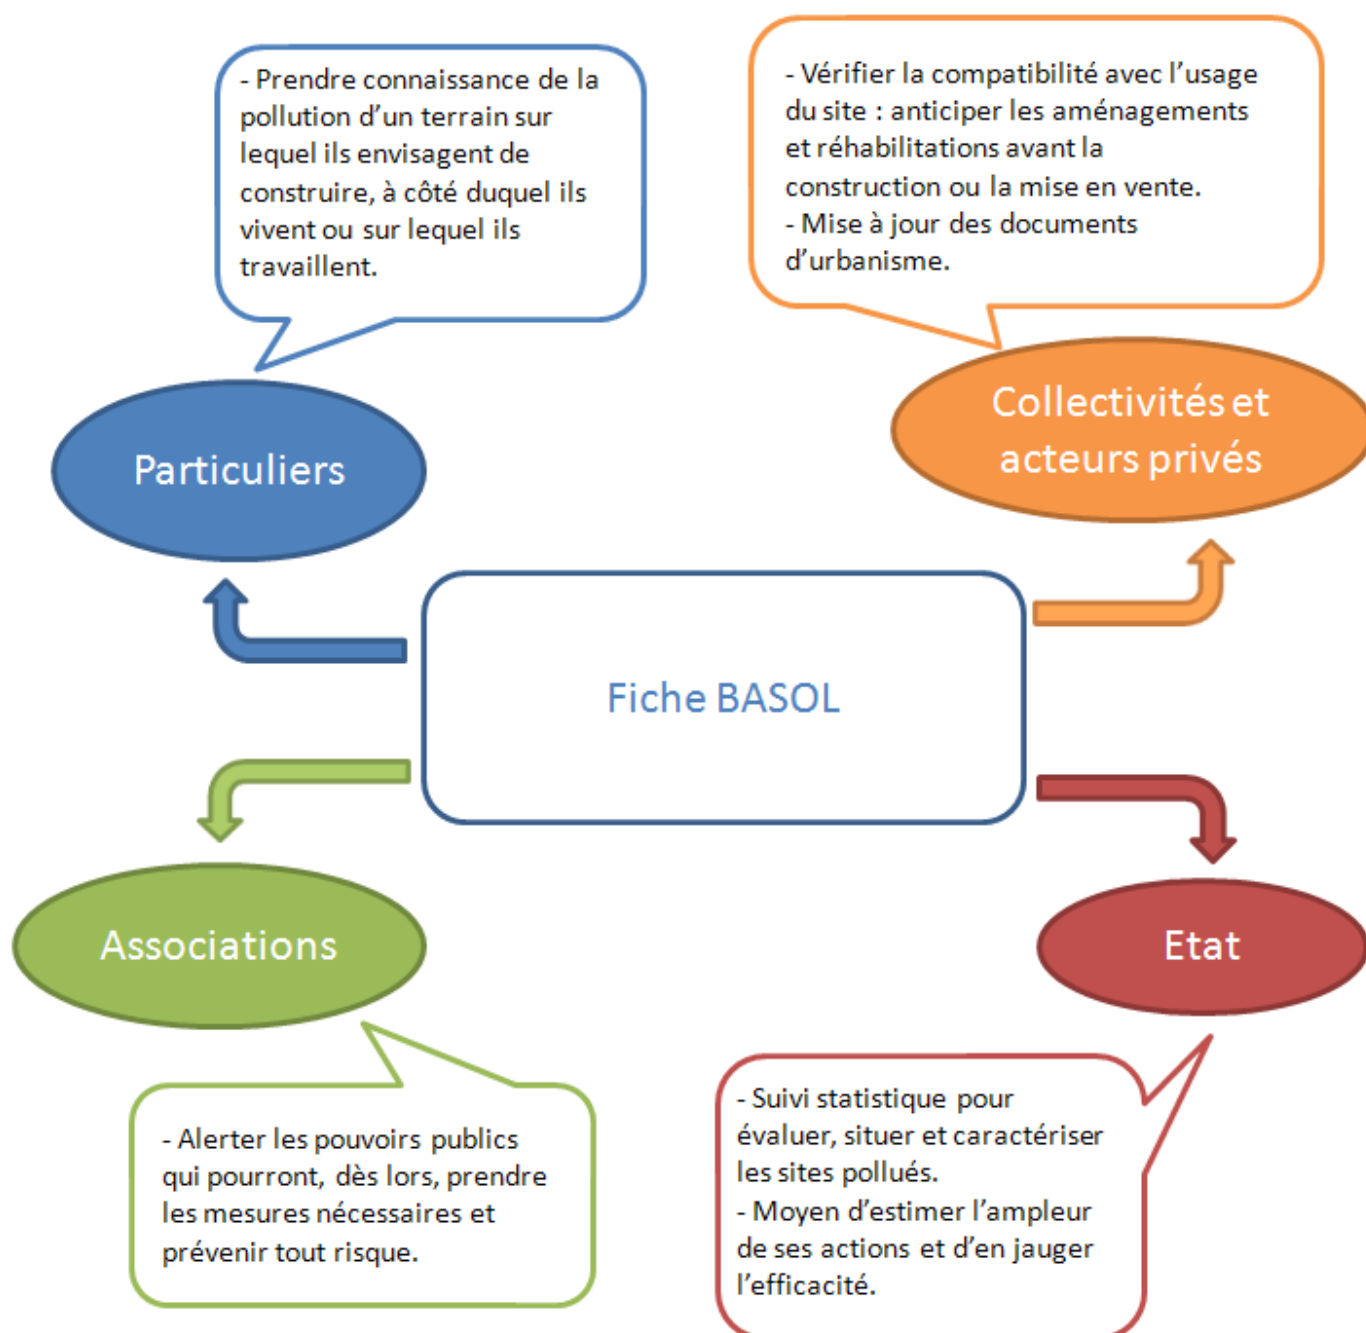 - Prendre connaissance de la
pollution d’un terrain sur
lequel ils envisagent de
construire, à côté duquel ils
vivent ou sur lequel ils
travaillent.
- Vérifier la compatibilité avec l’usage
du site : anticiper les aménagements
et réhabilitations avant la
construction ou la mise en vente.
- Mise à jour des documents
d’urbanisme.
Particuliers
Collectivités et
acteurs privés
Fiche BASOL
Associations
Etat
- Alerter les pouvoirs publics
qui pourront, dès lors, prendre
les mesures nécessaires et
prévenir tout risque.
- Suivi statistique pour
évaluer, situer et caractériser
les sites pollués.
- Moyen d’estimer l’ampleur
de ses actions et d’en jauger
l’efficacité.